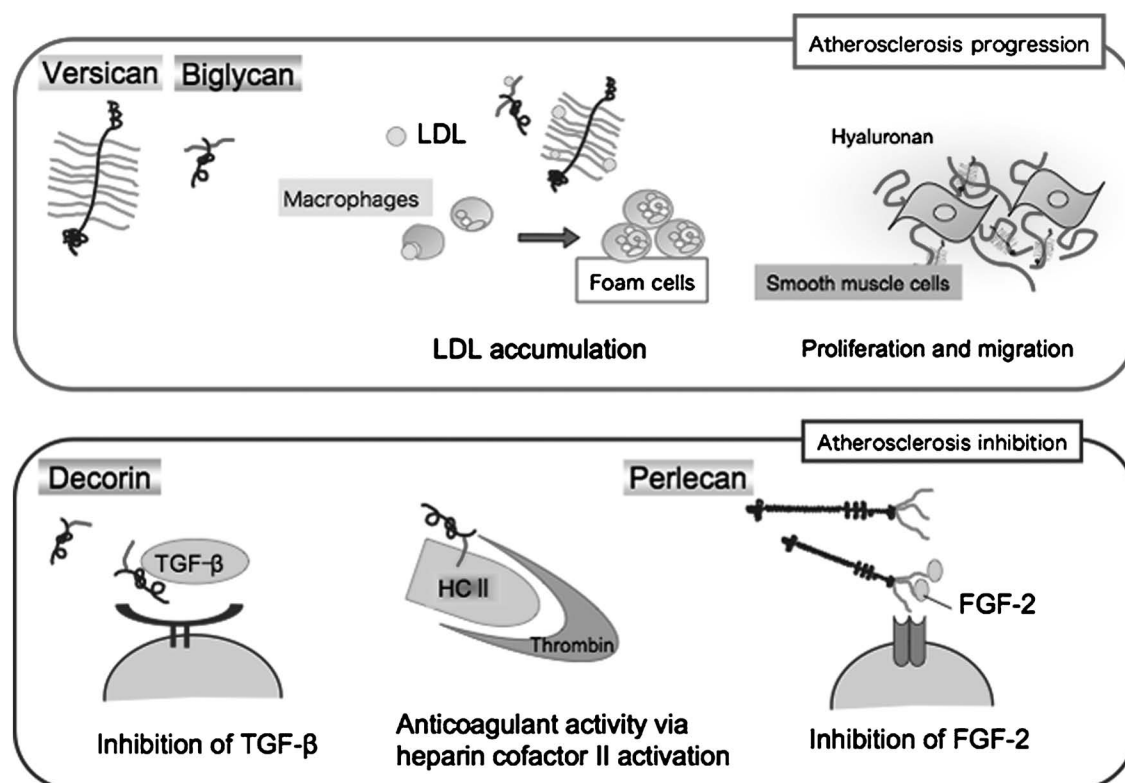 Atherosclerosis progression
Versican
Biglycan
LDL
Hyaluronan
Macrophages
Foam cells
Smooth muscle cells
LDL accumulation
Proliferation and migration
Atherosclerosis inhibition
Decorin
Perlecan
TGF-β
HC II
FGF-2
Thrombin
Inhibition of TGF-β
Anticoagulant activity via
heparin cofactor II activation
Inhibition of FGF-2